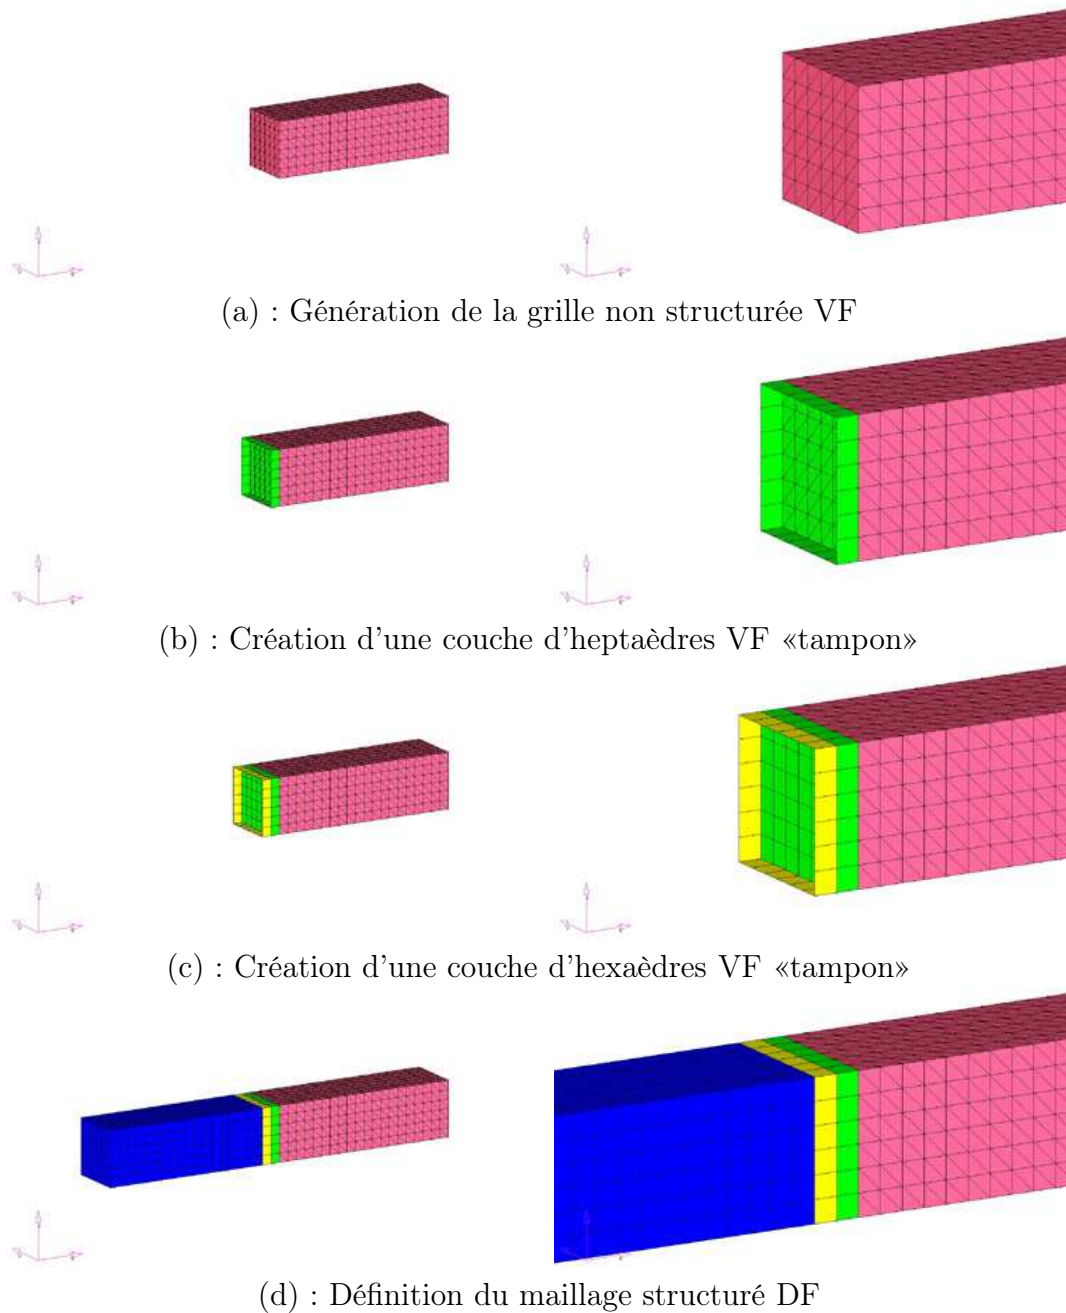 (a) : Génération de la grille non structurée VF
(b) : Création d'une couche d'heptaèdres VF «tampon»
(c) : Création d'une couche d'hexaèdres VF «tampon»
(d) : Définition du maillage structuré DF